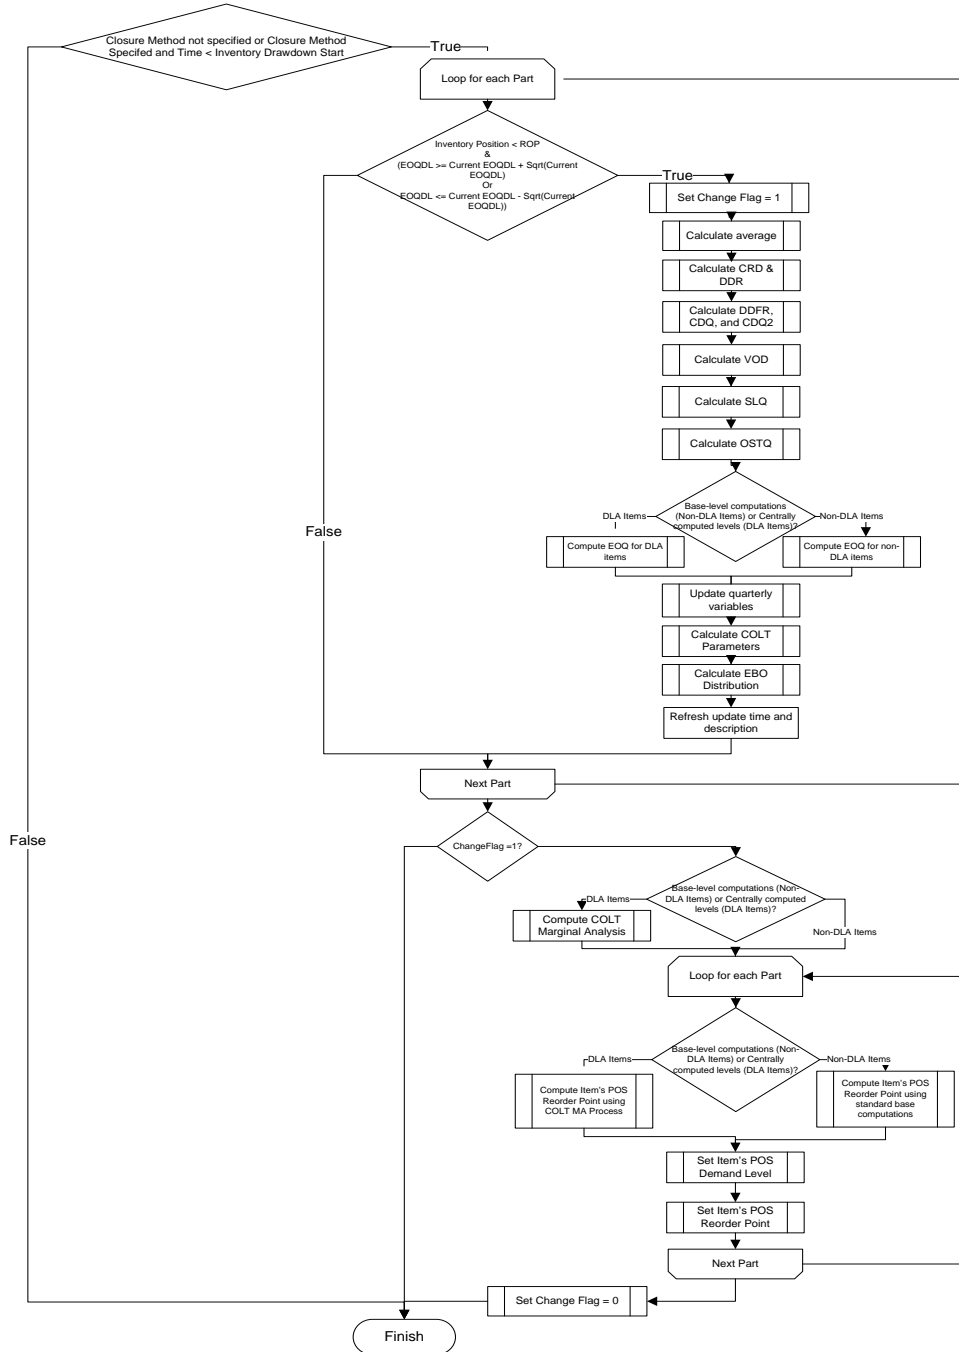 Closure Method not specified or Closure Method
Specifed and Time < Inventory Drawdown Start
True
Loop for each Part
Inventory Position < ROP
&
(EOQDL >= Current EOQDL + Sqrt(Current
EOQDL)
Or
EOQDL <= Current EOQDL - Sqrt(Current
EOQDL))
True
Set Change Flag = 1
Calculate average
Calculate CRD &
DDR
Calculate DDFR,
CDQ, and CDQ2
Calculate VOD
Calculate SLQ
Calculate OSTQ
Base-level computations
(Non-DLA Items) or Centrally
computed levels (DLA Items)?
DLA Items
Non-DLA Items
False
Compute EOQ for DLA
items
Compute EOQ for non-
DLA items
Update quarterly
variables
Calculate COLT
Parameters
Calculate EBO
Distribution
Refresh update time and
description
Next Part
False
ChangeFlag =1?
Base-level computations (Non-
DLA Items) or Centrally computed
levels (DLA Items)?
DLA Items
Compute COLT
Marginal Analysis
Non-DLA Items
Loop for each Part
Base-level computations (Non-
DLA Items) or Centrally
computed levels (DLA Items)?
DLA Items
Non-DLA Items
Compute Item's POS
Reorder Point using
COLT MA Process
Compute Item's POS
Reorder Point using
standard base
computations
Set Item's POS
Demand Level
Set Item's POS
Reorder Point
Next Part
Set Change Flag = 0
Finish